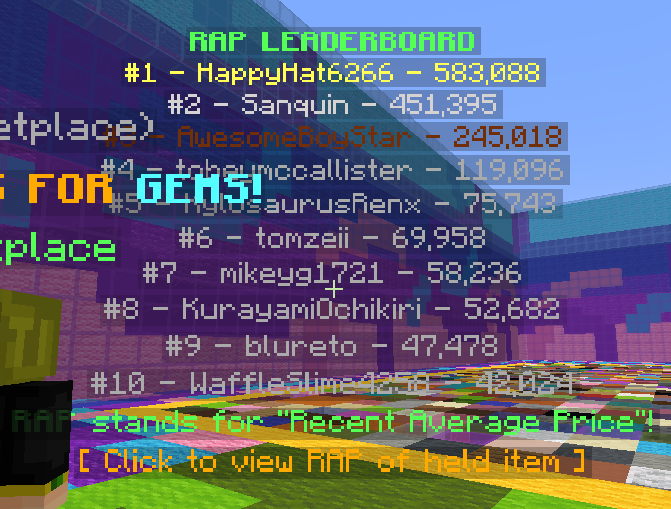 RAP LEADERBOARD
#1 - HappyHat6266 - 583,088
#2 - Sanquin - 451,395
etplace)
#3 - AwesomeBoyStar - 245,018
#4 - tobeymccallister - 119,096
S FOR GEMS!
#5 - XylosaurusRenx - 75,743
#6 - tomzeii - 69,958
tplace
#7 - mikeyg1721 - 58,236
#8 - KurayamiOchikiri - 52,682
#9 - blureto - 47,478
#10 - WaffleSlime4258 - 42,024
RAP stands for "Recent Average Price"!
[ Click to view RAP of held item ]